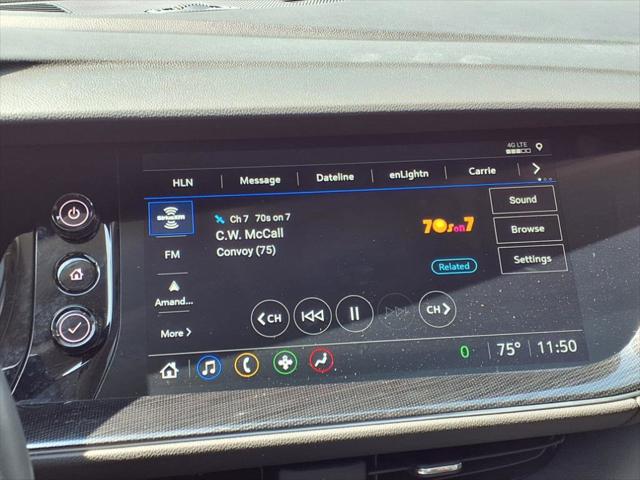 4G LTE
HLN Message Dateline enLightn Carrie
SiriusXM
Ch 7 70s on 7
C.W. McCall
Convoy (75)
70s on 7
Sound
Browse
Settings
FM
Related
Amand...
More
CH
CH
0 75° 11:50